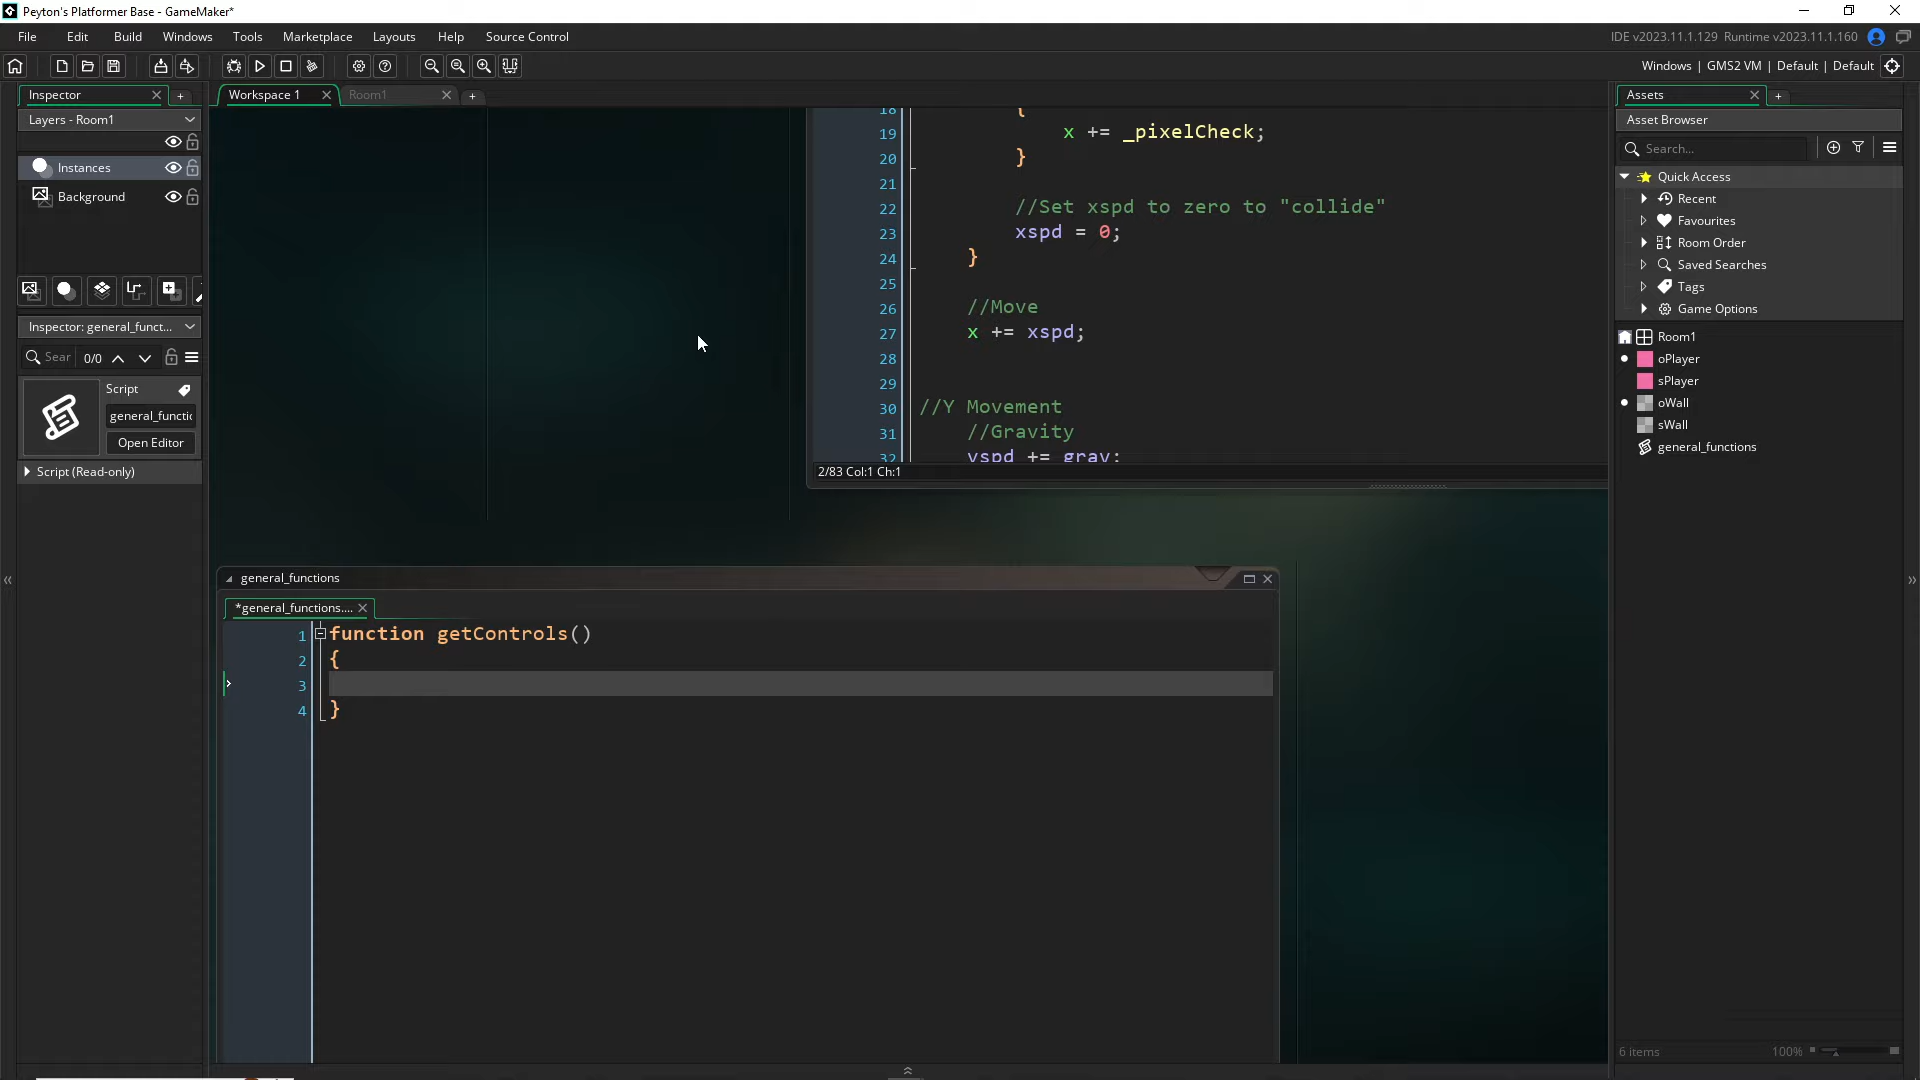 Peyton's Platformer Base - GameMaker*
File Edit Build Windows Tools Marketplace Layouts Help Source Control
IDE v2023.11.1.129 Runtime v2023.11.1.160
Windows | GMS2 VM | Default | Default
Inspector
Layers - Room1
Instances
Background
Inspector: general_funct...
Sear 0/0
Script
general_functic
Open Editor
Script (Read-only)
Workspace 1
Room1
18 {
19 x += _pixelCheck;
20 }
21
22 //Set xspd to zero to "collide"
23 xspd = 0;
24 }
25
26 //Move
27 x += xspd;
28
29
30 //Y Movement
31 //Gravity
32 yspd += grav;
2/83 Col:1 Ch:1
general_functions
*general_functions....
1 function getControls()
2 {
3
4 }
Assets
Asset Browser
Search...
Quick Access
Recent
Favourites
Room Order
Saved Searches
Tags
Game Options
Room1
oPlayer
sPlayer
oWall
sWall
general_functions
6 items 100%